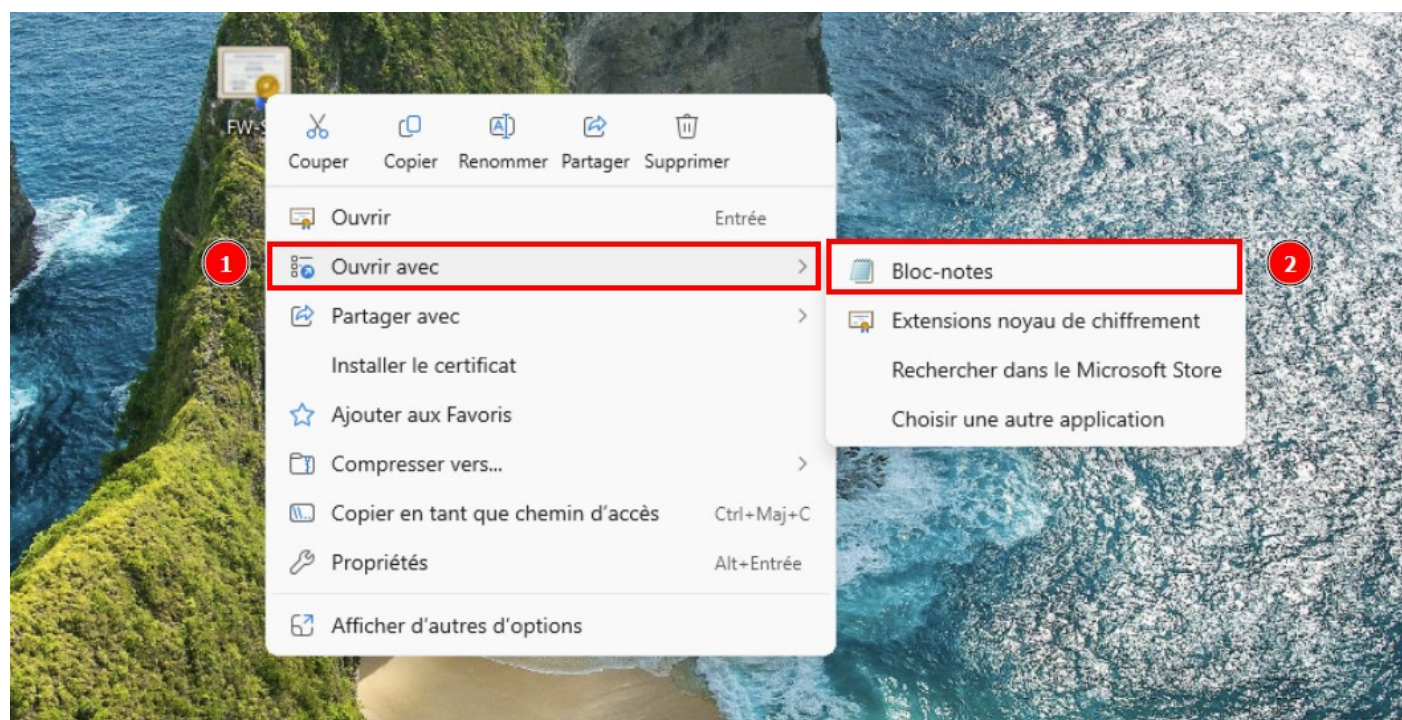 FW-S
Couper Copier Renommer Partager Supprimer
Ouvrir Entrée
1 Ouvrir avec
Bloc-notes 2
Partager avec
Extensions noyau de chiffrement
Installer le certificat
Rechercher dans le Microsoft Store
Ajouter aux Favoris
Choisir une autre application
Compresser vers...
Copier en tant que chemin d'accès Ctrl+Maj+C
Propriétés Alt+Entrée
Afficher d'autres d'options